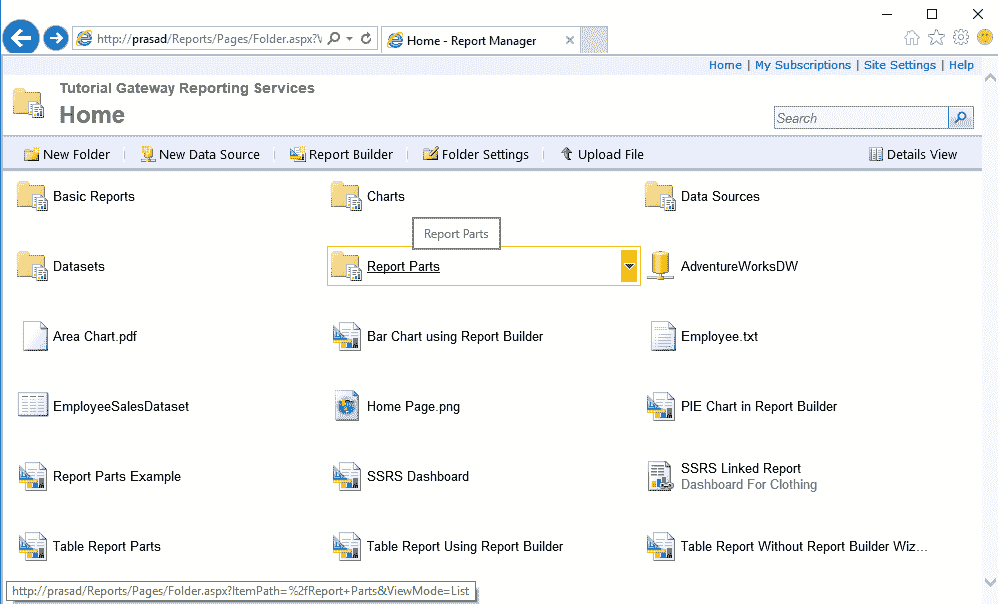 http://prasad/Reports/Pages/Folder.aspx?V
Home - Report Manager
Home | My Subscriptions | Site Settings | Help
Tutorial Gateway Reporting Services
Home
Search
New Folder | New Data Source | Report Builder | Folder Settings | Upload File Details View
Basic Reports Charts Data Sources
Report Parts
Datasets Report Parts AdventureWorksDW
Area Chart.pdf Bar Chart using Report Builder Employee.txt
EmployeeSalesDataset Home Page.png PIE Chart in Report Builder
Report Parts Example SSRS Dashboard SSRS Linked Report
Dashboard For Clothing
Table Report Parts Table Report Using Report Builder Table Report Without Report Builder Wiz...
http://prasad/Reports/Pages/Folder.aspx?ItemPath=%2fReport+Parts&ViewMode=List